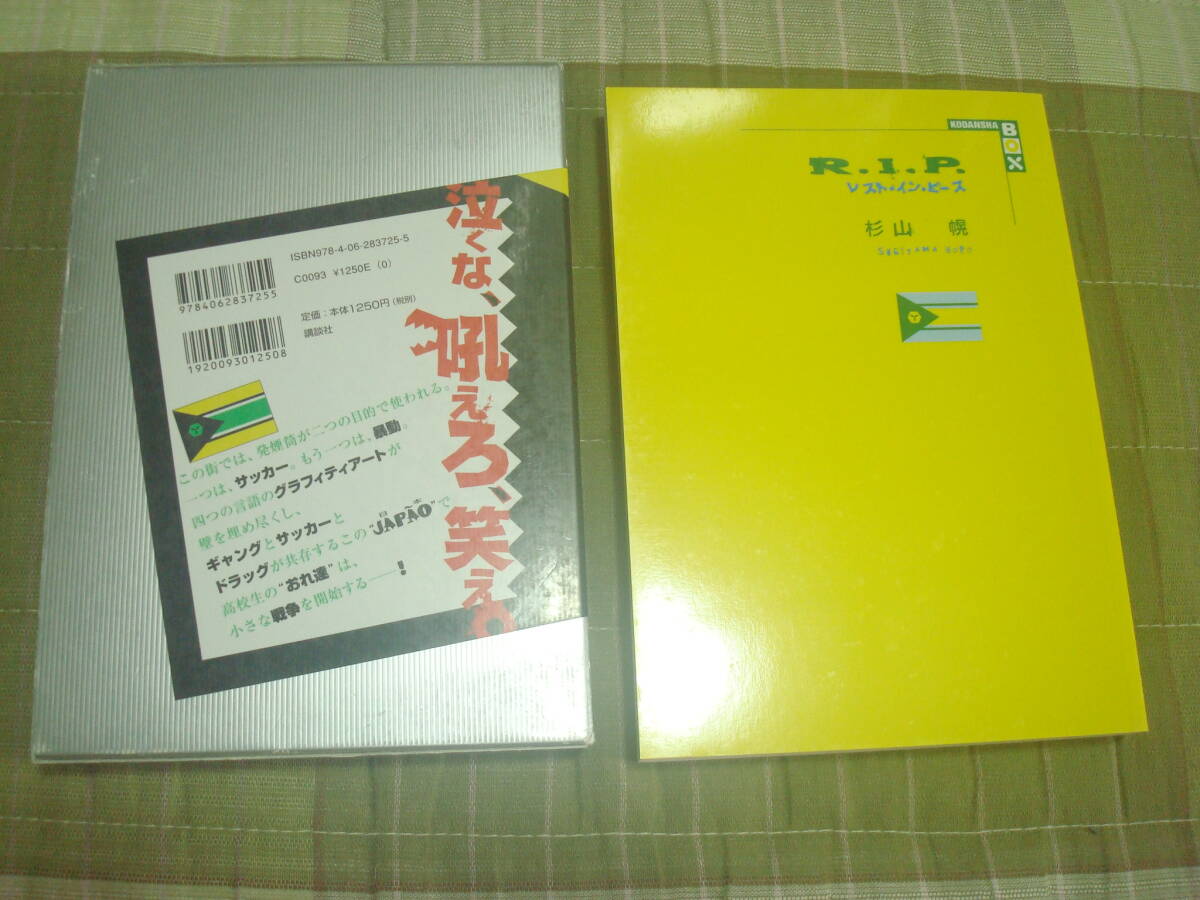 泣くな、吼えろ、笑え。
ISBN978-4-06-283725-5
C0093 ¥1250E (0)
9784062837255
定価：本体1250円(税別)
講談社
1920093012508
この街では、発煙筒が二つの目的で使われる。
一つは、サッカー。もう一つは、暴動。
四つの言語のグラフィティアートが
壁を埋め尽くし、
ギャングとサッカーと
ドラッグが共存するこの"JAPÃO"で
日本
高校生の"おれ達"は、
小さな戦争を開始する――！
KODANSHA BOX
R.I.P.
レスト・イン・ピース
杉山 幌
SUGIYAMA HORO